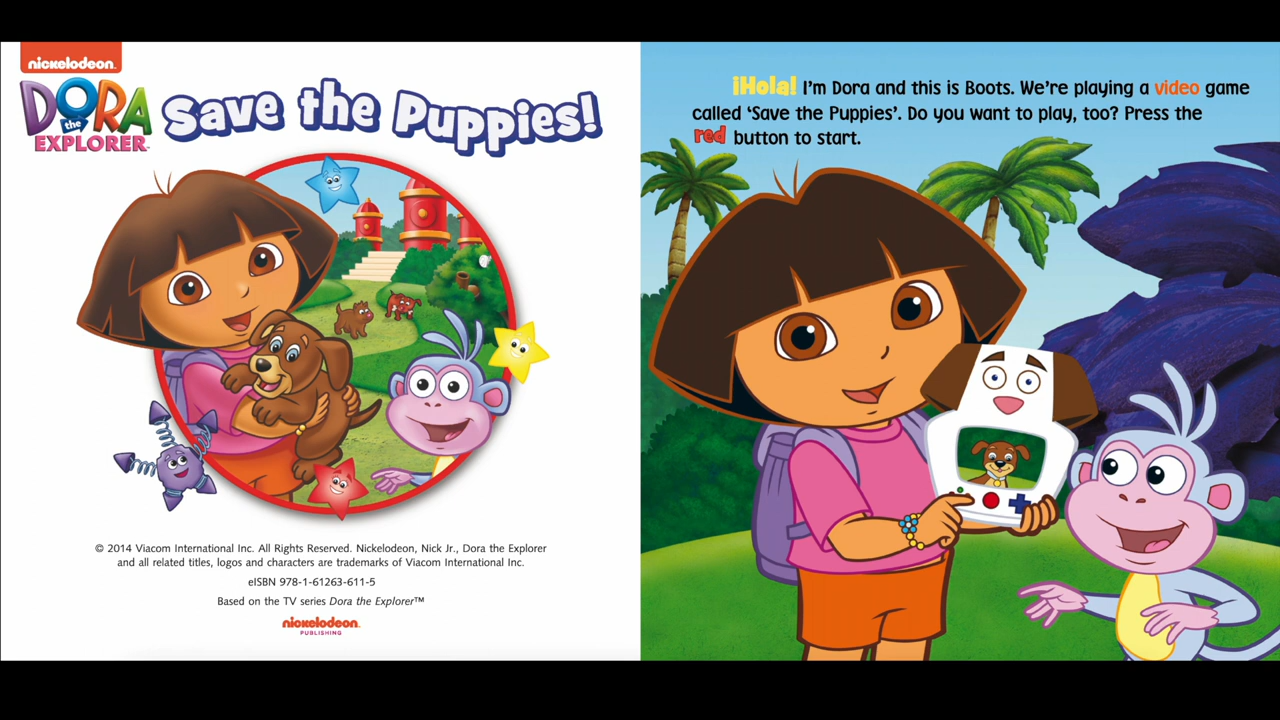 nickelodeon
DORA
the
EXPLORER
Save the Puppies!
© 2014 Viacom International Inc. All Rights Reserved. Nickelodeon, Nick Jr., Dora the Explorer
and all related titles, logos and characters are trademarks of Viacom International Inc.
eISBN 978-1-61263-611-5
Based on the TV series Dora the Explorer™
nickelodeon
PUBLISHING
¡Hola! I'm Dora and this is Boots. We're playing a video game
called ‘Save the Puppies’. Do you want to play, too? Press the
red button to start.